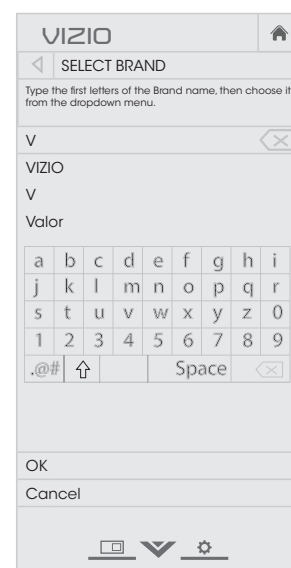 VIZIO
SELECT BRAND
Type the first letters of the Brand name, then choose it
from the dropdown menu.
V
VIZIO
V
Valor
a b c d e f g h i
j k l m n o p q r
s t u v w x y z 0
1 2 3 4 5 6 7 8 9
.@# Space
OK
Cancel